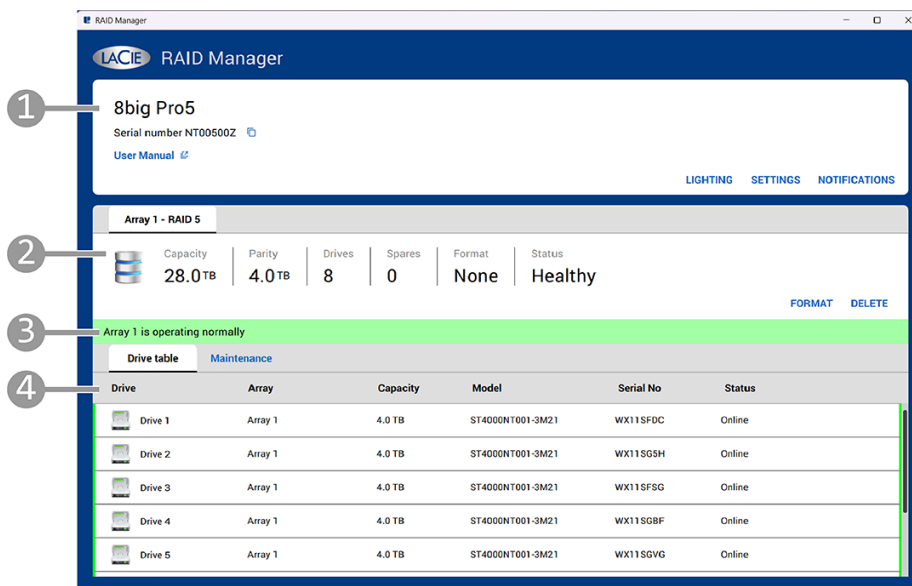 RAID Manager
LACIE RAID Manager
1
8big Pro5
Serial number NT00500Z
User Manual
LIGHTING SETTINGS NOTIFICATIONS
Array 1 - RAID 5
2
Capacity Parity Drives Spares Format Status
28.0 TB 4.0 TB 8 0 None Healthy
FORMAT DELETE
3
Array 1 is operating normally
Drive table Maintenance
4
Drive Array Capacity Model Serial No Status
Drive 1 Array 1 4.0 TB ST4000NT001-3M21 WX11SFDC Online
Drive 2 Array 1 4.0 TB ST4000NT001-3M21 WX11SG5H Online
Drive 3 Array 1 4.0 TB ST4000NT001-3M21 WX11SFSG Online
Drive 4 Array 1 4.0 TB ST4000NT001-3M21 WX11SGBF Online
Drive 5 Array 1 4.0 TB ST4000NT001-3M21 WX11SGVG Online